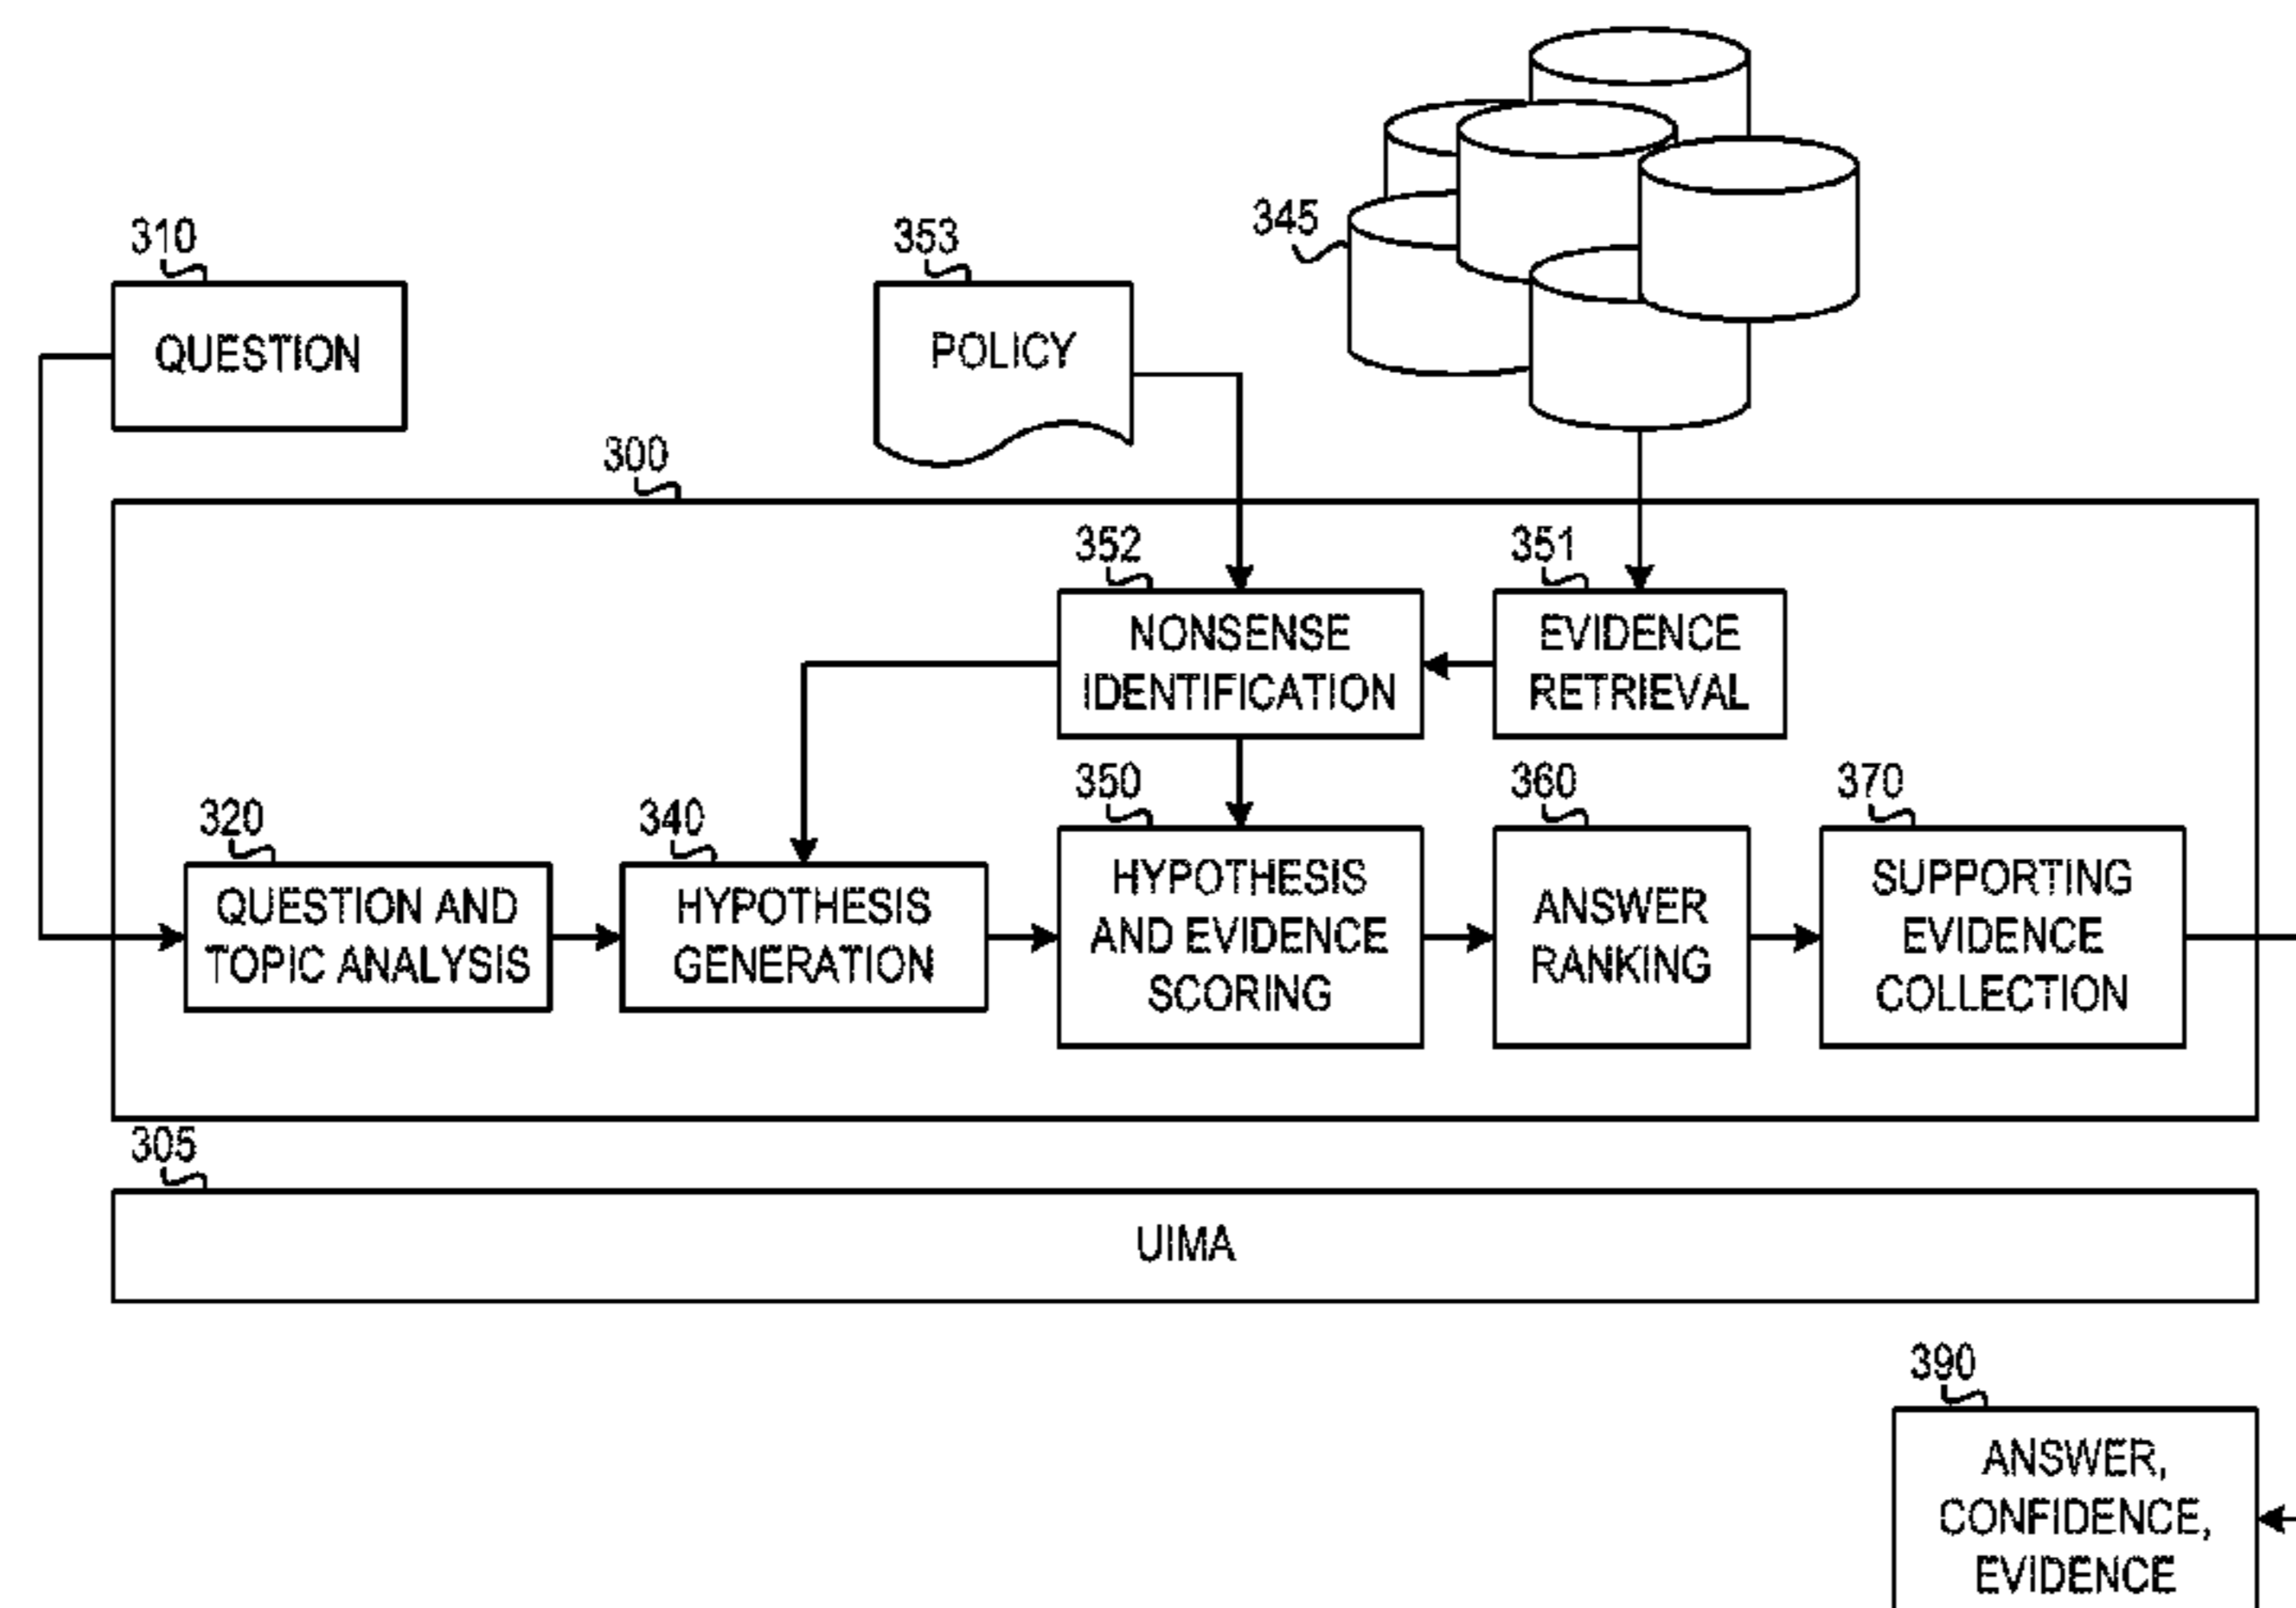 310
QUESTION
353
POLICY
345
300
352
NONSENSE
IDENTIFICATION
351
EVIDENCE
RETRIEVAL
320
QUESTION AND
TOPIC ANALYSIS
340
HYPOTHESIS
GENERATION
350
HYPOTHESIS
AND EVIDENCE
SCORING
360
ANSWER
RANKING
370
SUPPORTING
EVIDENCE
COLLECTION
305
UIMA
390
ANSWER,
CONFIDENCE,
EVIDENCE